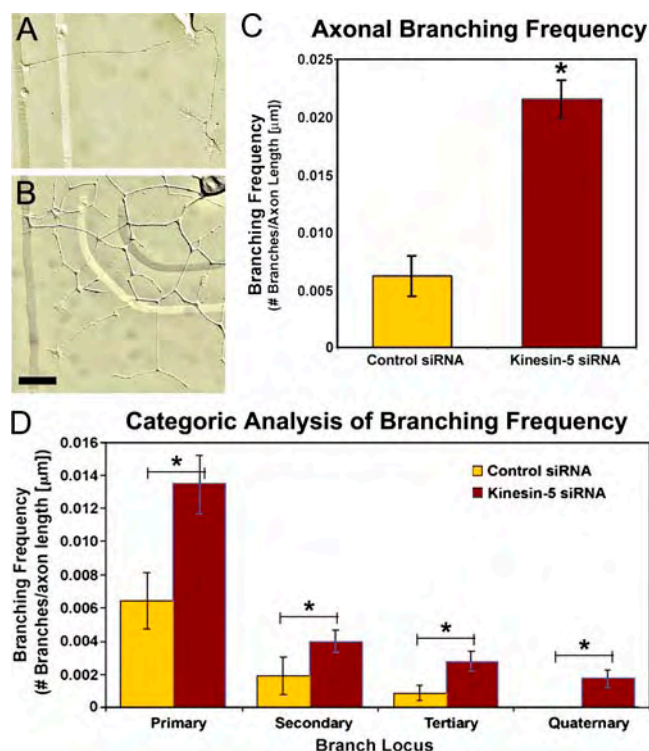 A
B
C
Axonal Branching Frequency
Branching Frequency
(# Branches/Axon Length [µm])
0.025
0.020
0.015
0.010
0.005
0
*
Control siRNA
Kinesin-5 siRNA
D
Categoric Analysis of Branching Frequency
Branching Frequency
(# Branches/axon length [µm])
0.016
0.014
0.012
0.010
0.008
0.006
0.004
0.002
0
*
*
*
*
Control siRNA
Kinesin-5 siRNA
Primary
Secondary
Tertiary
Quaternary
Branch Locus